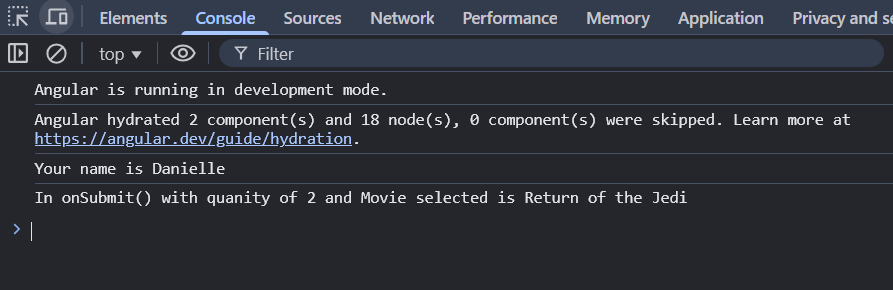 Elements Console Sources Network Performance Memory Application Privacy and se
top Filter
Angular is running in development mode.
Angular hydrated 2 component(s) and 18 node(s), 0 component(s) were skipped. Learn more at
https://angular.dev/guide/hydration.
Your name is Danielle
In onSubmit() with quanity of 2 and Movie selected is Return of the Jedi
>